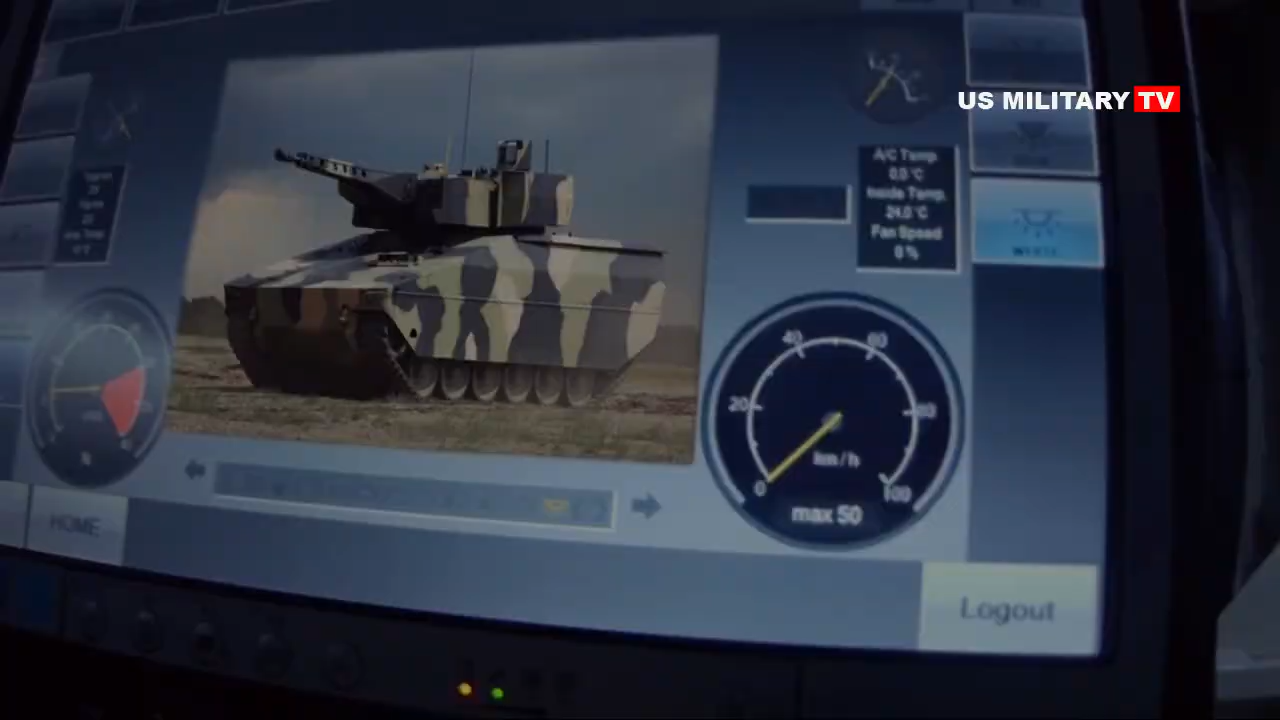 US MILITARY TV
A/C Temp.
0.0 °C
Inside Temp.
24.0 °C
Fan Speed
0 %
WHITE
40
60
20
80
km/h
0
100
max 50
HOME
Logout